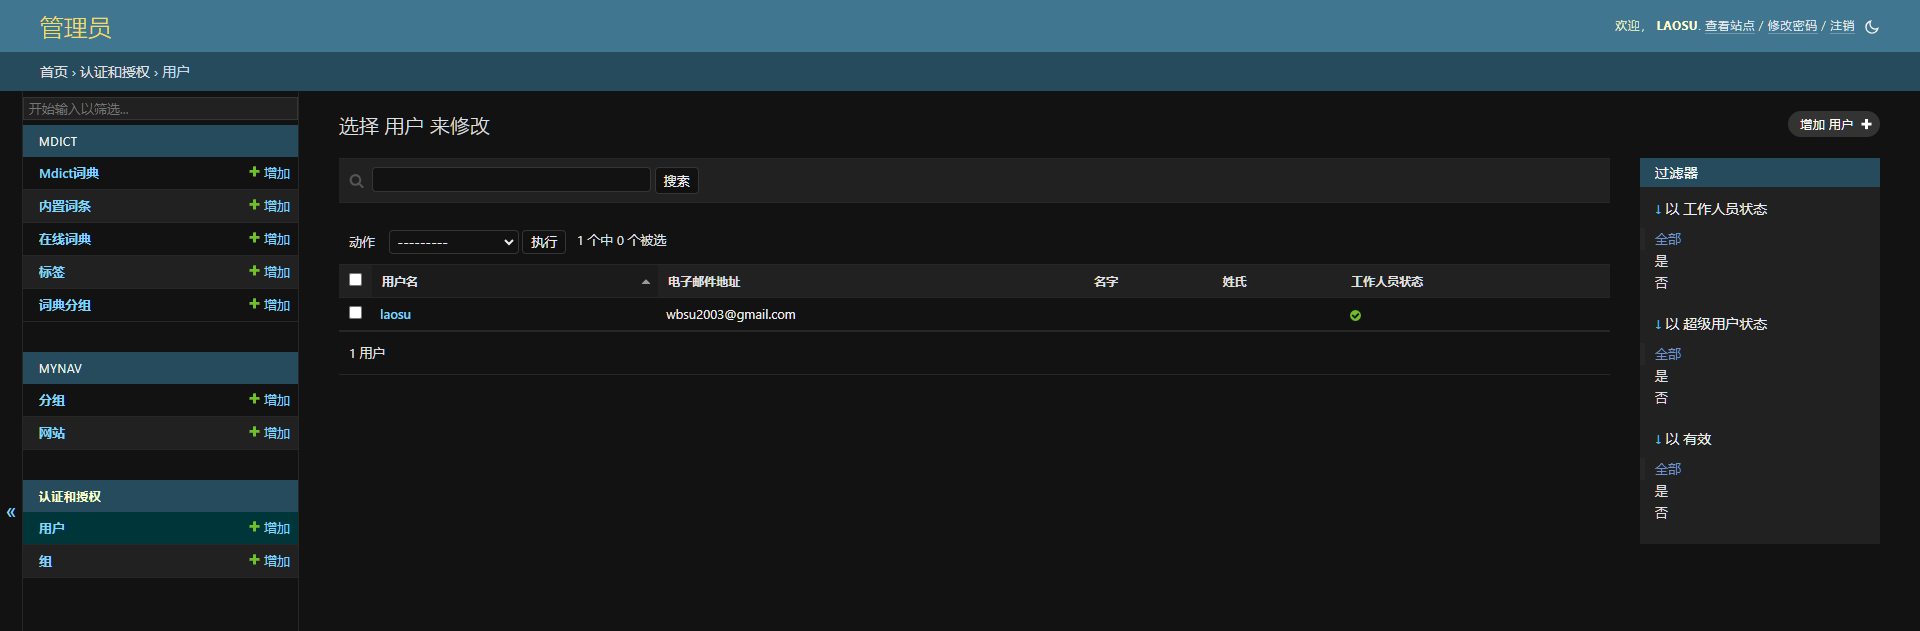 管理员
欢迎， LAOSU. 查看站点 / 修改密码 / 注销
首页 › 认证和授权 › 用户
开始输入以筛选...
MDICT
Mdict词典 增加
内置词条 增加
在线词典 增加
标签 增加
词典分组 增加
MYNAV
分组 增加
网站 增加
认证和授权
用户 增加
组 增加
«
选择 用户 来修改
增加 用户
搜索
动作 --------- 执行 1 个中 0 个被选
用户名 电子邮件地址 名字 姓氏 工作人员状态
laosu wbsu2003@gmail.com
1 用户
过滤器
↓ 以 工作人员状态
全部
是
否
↓ 以 超级用户状态
全部
是
否
↓ 以 有效
全部
是
否